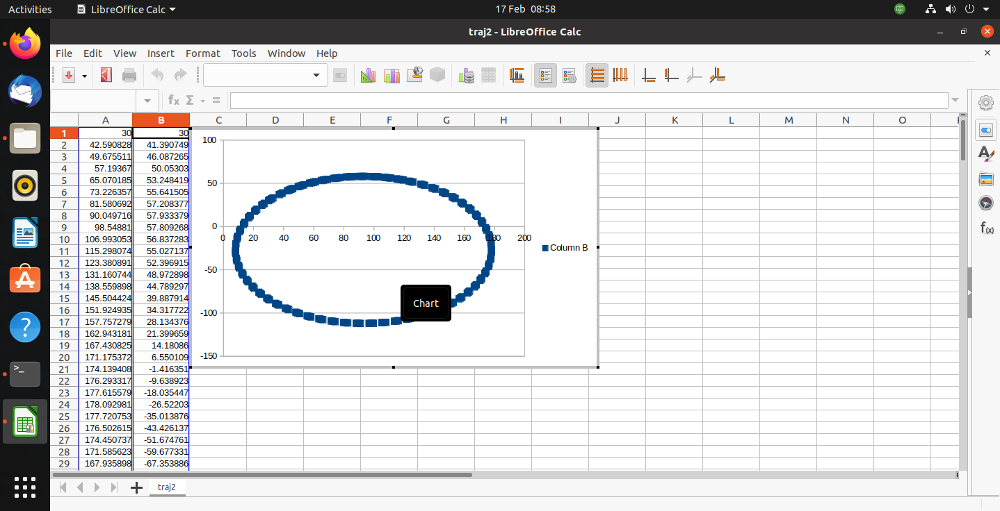 Activities LibreOffice Calc 17 Feb 08:58
traj2 - LibreOffice Calc
File Edit View Insert Format Tools Window Help
fx Σ =
A B C D E F G H I J K L M N O
1 30 30
2 42.590828 41.390749
3 49.675511 46.087265
4 57.19367 50.05303
5 65.070185 53.248419
6 73.226357 55.641505
7 81.580692 57.208377
8 90.049716 57.933379
9 98.54881 57.809268
10 106.993053 56.837283
11 115.298074 55.027137
12 123.380891 52.396915
13 131.160744 48.972898
14 138.559898 44.789297
15 145.504424 39.887914
16 151.924935 34.317722
17 157.757279 28.134376
18 162.943181 21.399659
19 167.430825 14.18086
20 171.175372 6.550109
21 174.139408 -1.416351
22 176.293317 -9.638923
23 177.615579 -18.035447
24 178.092981 -26.52203
25 177.720753 -35.013876
26 176.502615 -43.426137
27 174.450737 -51.674761
28 171.585623 -59.677331
29 167.935898 -67.353886
100
50
0
0 20 40 60 80 100 120 140 160 180 200
-50
-100
-150
Column B
Chart
f(x)
>_
?
traj2